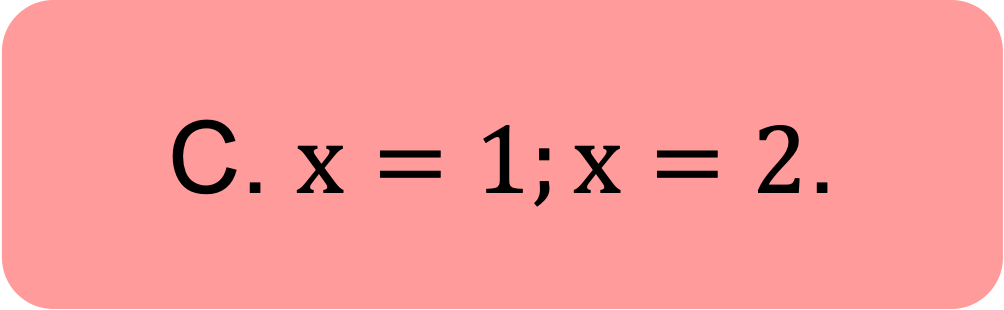 C. x = 1; x = 2.